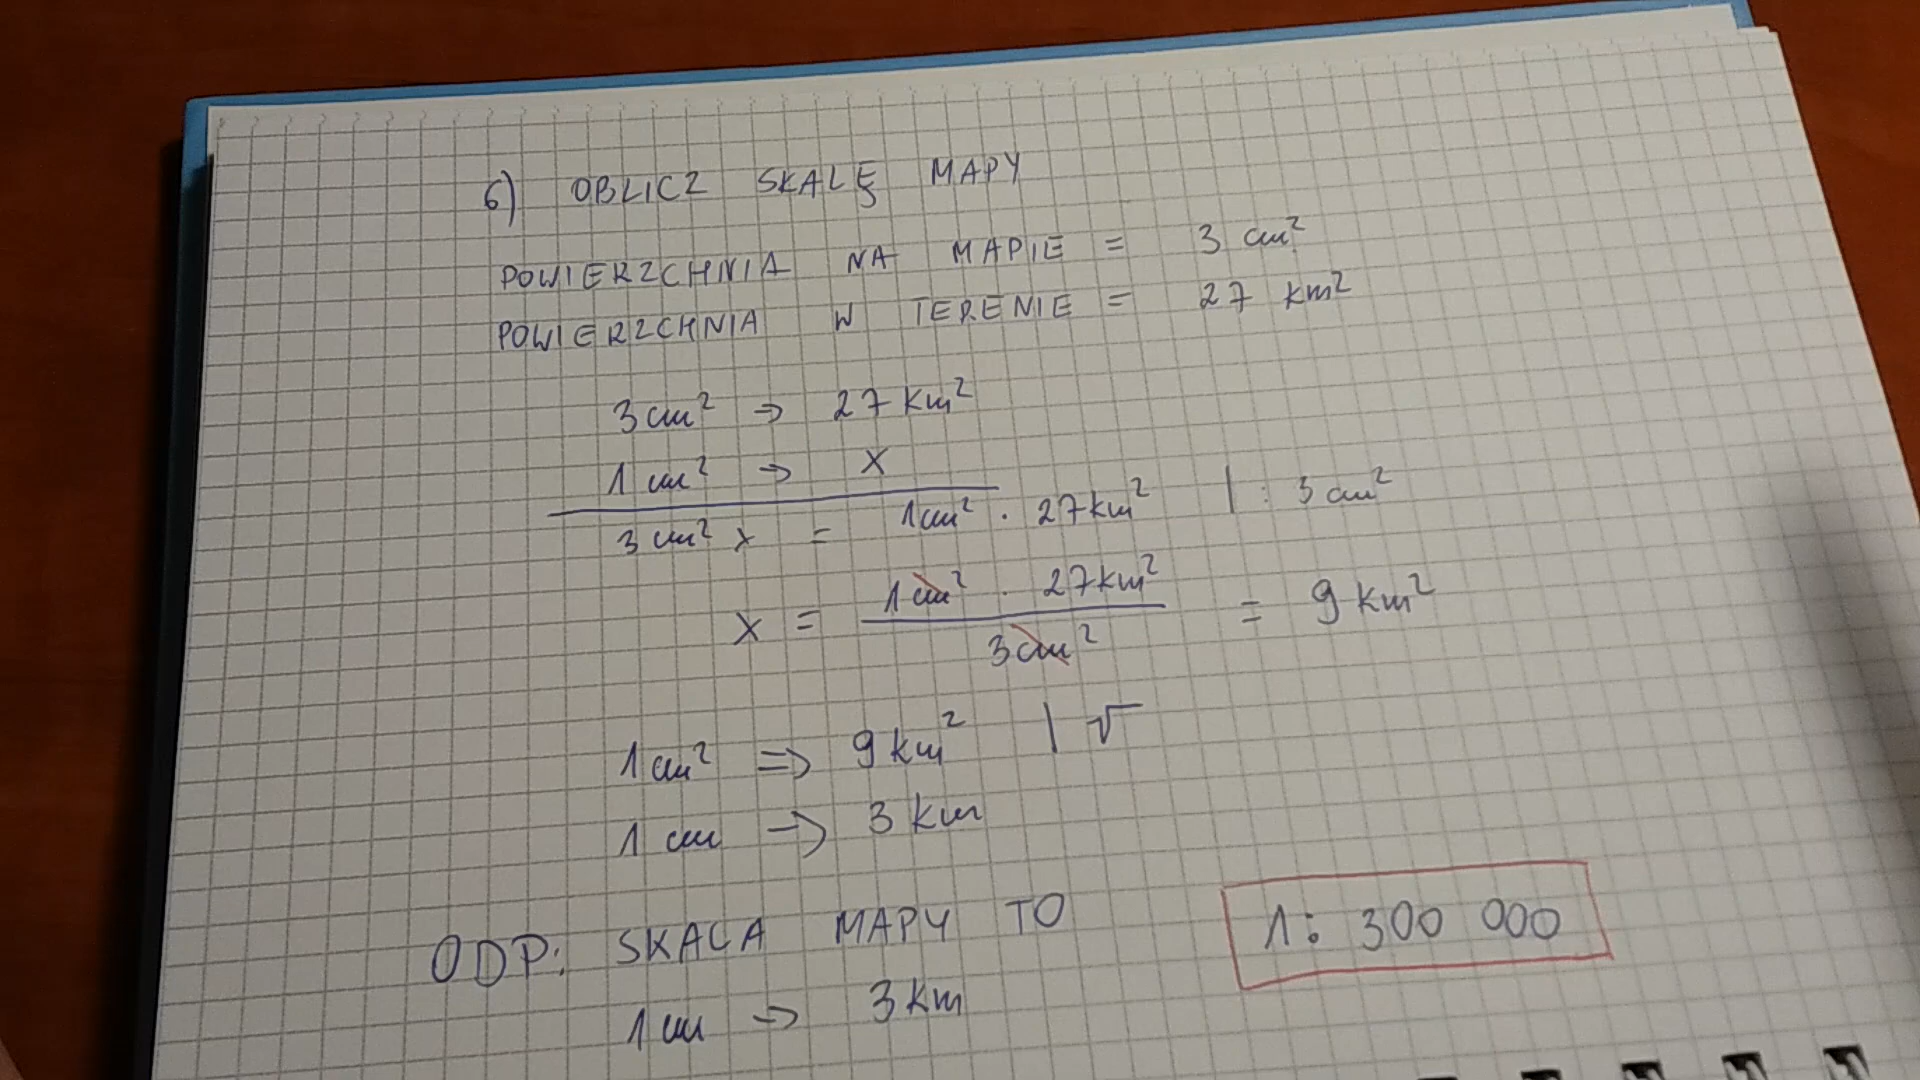 6) OBLICZ SKALĘ MAPY
POWIERZCHNIA NA MAPIE = 3 cm²
POWIERZCHNIA W TERENIE = 27 km²
3 cm² → 27 km²
1 cm² → x
3 cm² x = 1 cm² · 27 km² | : 3 cm²
x = 1 cm² · 27 km² / 3 cm² = 9 km²
1 cm² ⇒ 9 km² | √
1 cm → 3 km
ODP: SKALA MAPY TO 1: 300 000
1 cm → 3 km